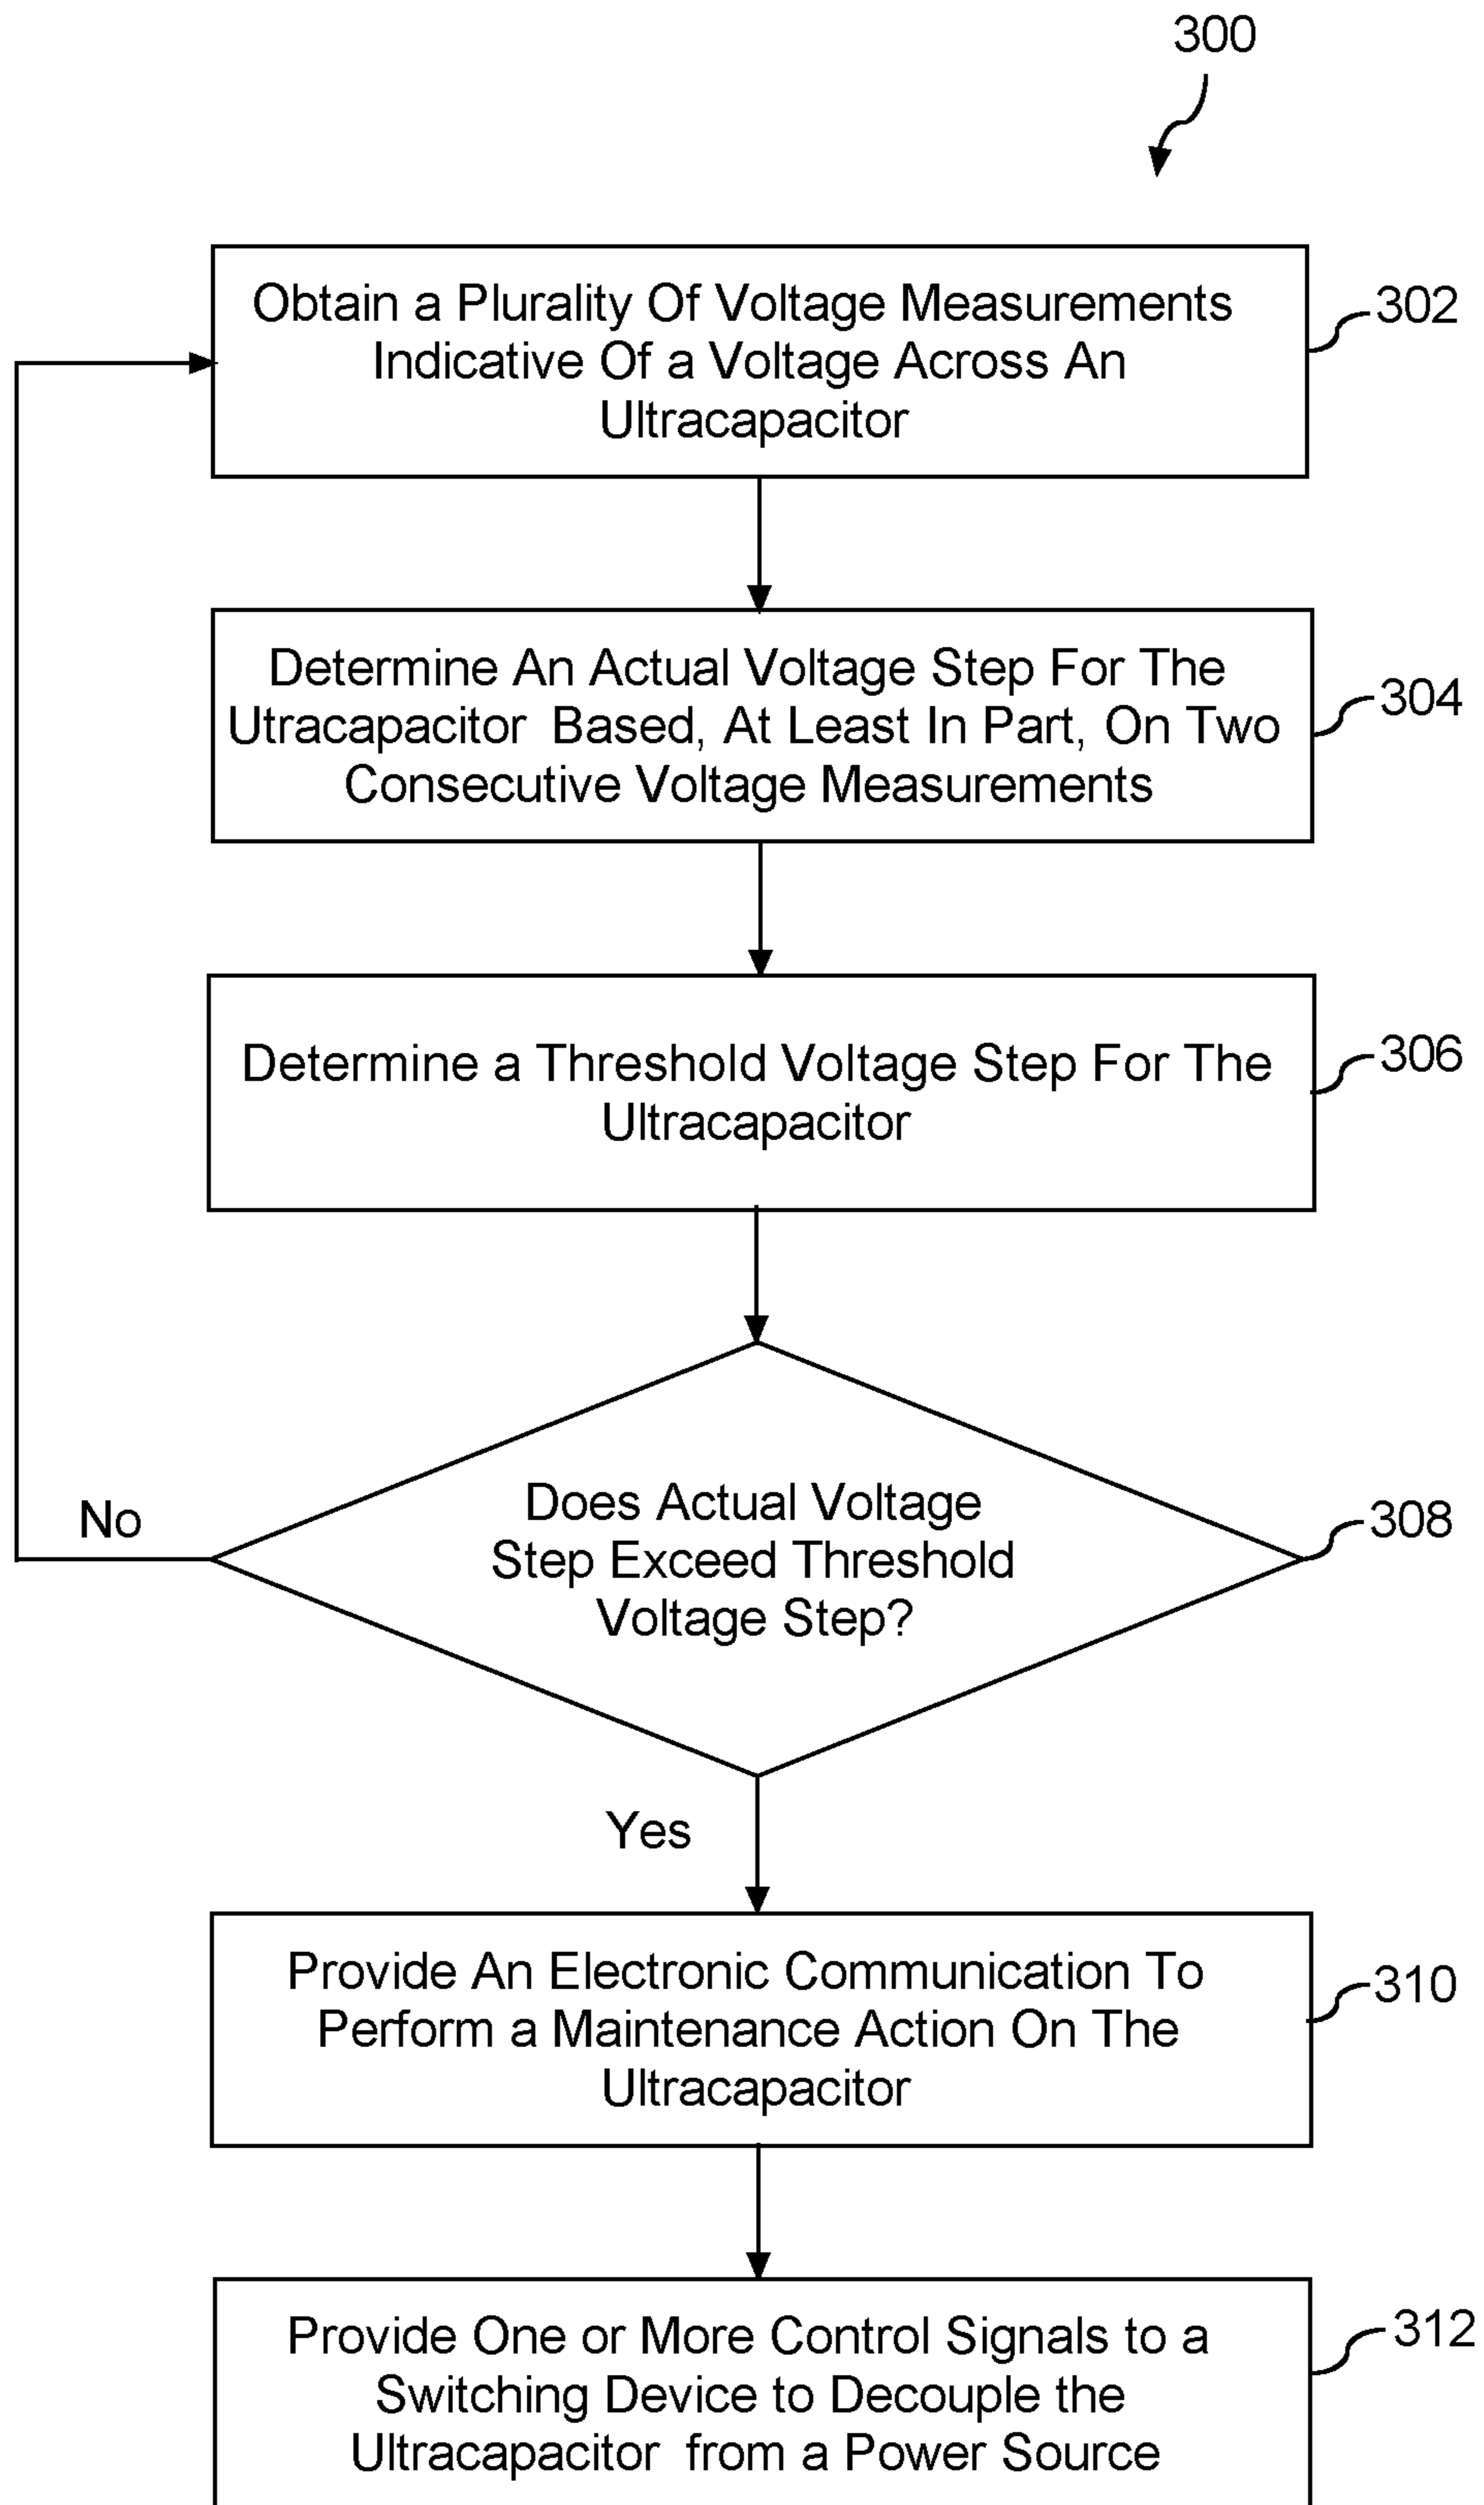 300
Obtain a Plurality Of Voltage Measurements
Indicative Of a Voltage Across An
Ultracapacitor
302
Determine An Actual Voltage Step For The
Utracapacitor Based, At Least In Part, On Two
Consecutive Voltage Measurements
304
Determine a Threshold Voltage Step For The
Ultracapacitor
306
Does Actual Voltage
Step Exceed Threshold
Voltage Step?
308
No
Yes
Provide An Electronic Communication To
Perform a Maintenance Action On The
Ultracapacitor
310
Provide One or More Control Signals to a
Switching Device to Decouple the
Ultracapacitor from a Power Source
312